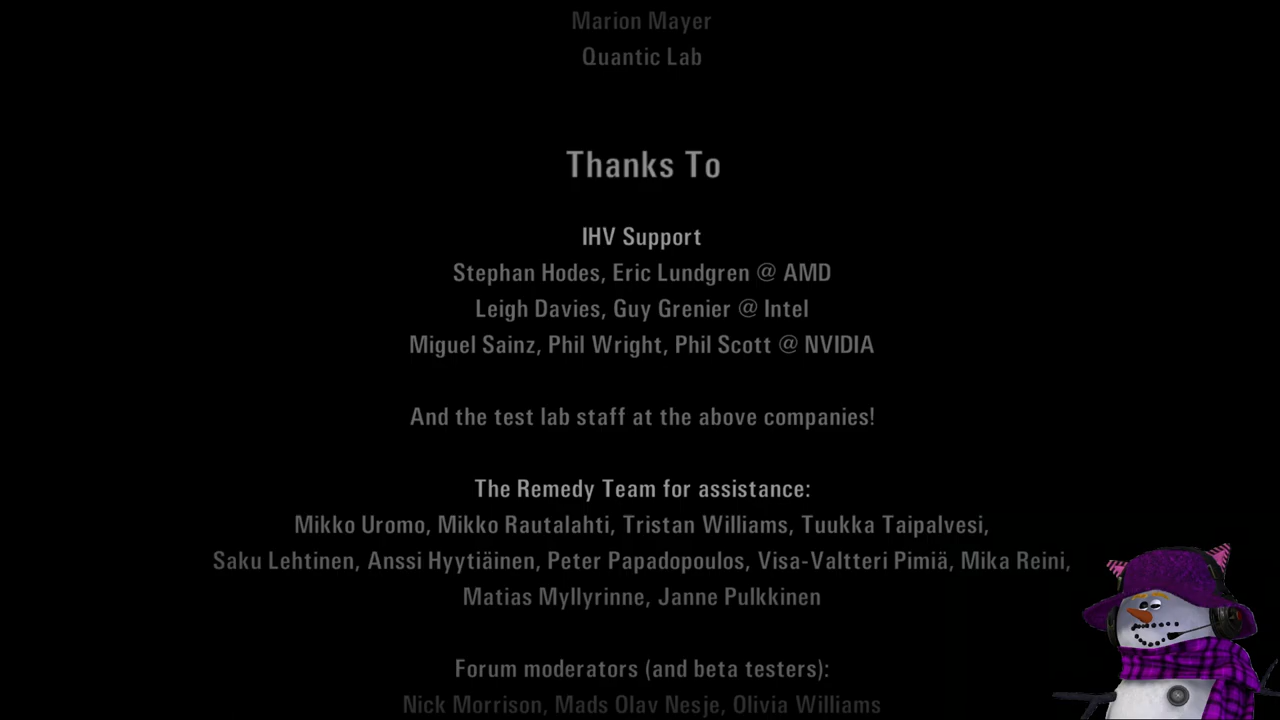 Marion Mayer
Quantic Lab
Thanks To
IHV Support
Stephan Hodes, Eric Lundgren @ AMD
Leigh Davies, Guy Grenier @ Intel
Miguel Sainz, Phil Wright, Phil Scott @ NVIDIA
And the test lab staff at the above companies!
The Remedy Team for assistance:
Mikko Uromo, Mikko Rautalahti, Tristan Williams, Tuukka Taipalvesi,
Saku Lehtinen, Anssi Hyytiäinen, Peter Papadopoulos, Visa-Valtteri Pimiä, Mika Reini,
Matias Myllyrinne, Janne Pulkkinen
Forum moderators (and beta testers):
Nick Morrison, Mads Olav Nesje, Olivia Williams